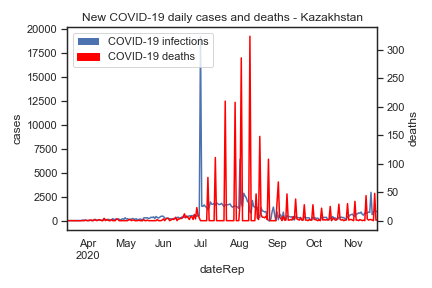 New COVID-19 daily cases and deaths - Kazakhstan
COVID-19 infections
COVID-19 deaths
20000
17500
15000
12500
10000
7500
5000
2500
0
cases
300
250
200
150
100
50
0
deaths
Apr May Jun Jul Aug Sep Oct Nov
2020
dateRep